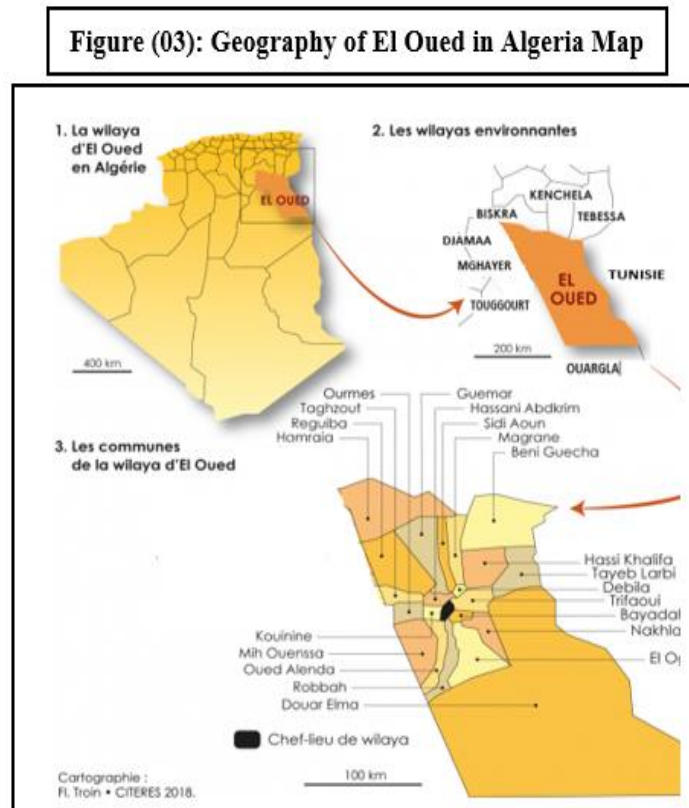 Figure (03): Geography of El Oued in Algeria Map
1. La wilaya
d'El Oued
en Algérie
EL OUED
400 km
2. Les wilayas environnantes
KENCHELA
BISKRA
TEBESSA
DJAMAA
MGHAYER
TUNISIE
EL
OUED
TOUGGOURT
200 km
OUARGLA
3. Les communes
de la wilaya d'El Oued
Ourmes
Taghzout
Reguiba
Hamraia
Guemar
Hassani Abdkrim
Sidi Aoun
Magrane
Beni Guecha
Hassi Khalifa
Tayeb Larbi
Debila
Trifaoui
Bayadah
Nakhla
El Og
Kouinine
Mih Ouenssa
Oued Alenda
Robbah
Douar Elma
Chef-lieu de wilaya
100 km
Cartographie :
Fl. Troin • CITERES 2018.